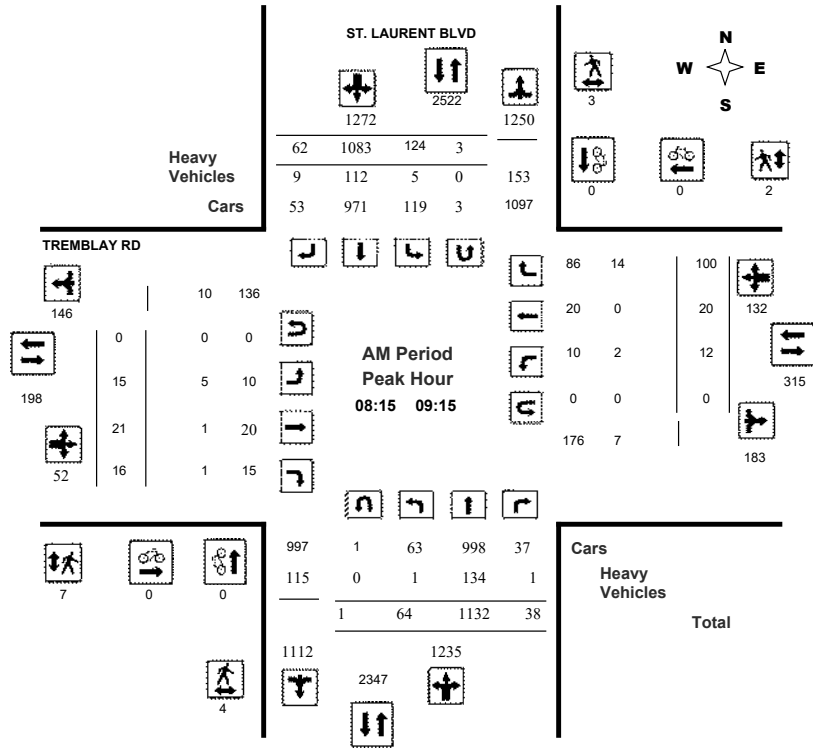 ST. LAURENT BLVD
N
W E
S
2522
3
1272 1250
62 1083 124 3
Heavy
Vehicles
9 112 5 0 153
0 0 2
Cars
53 971 119 3 1097
TREMBLAY RD
86 14 100
10 136
146
20 0 20 132
0 0 0
AM Period
10 2 12
Peak Hour
15 5 10
198
315
08:15 09:15
0 0 0
21 1 20
176 7
183
52
16 1 15
997 1 63 998 37
Cars
115 0 1 134 1
Heavy
Vehicles
7 0 0
1 64 1132 38
Total
1112 1235
2347
4